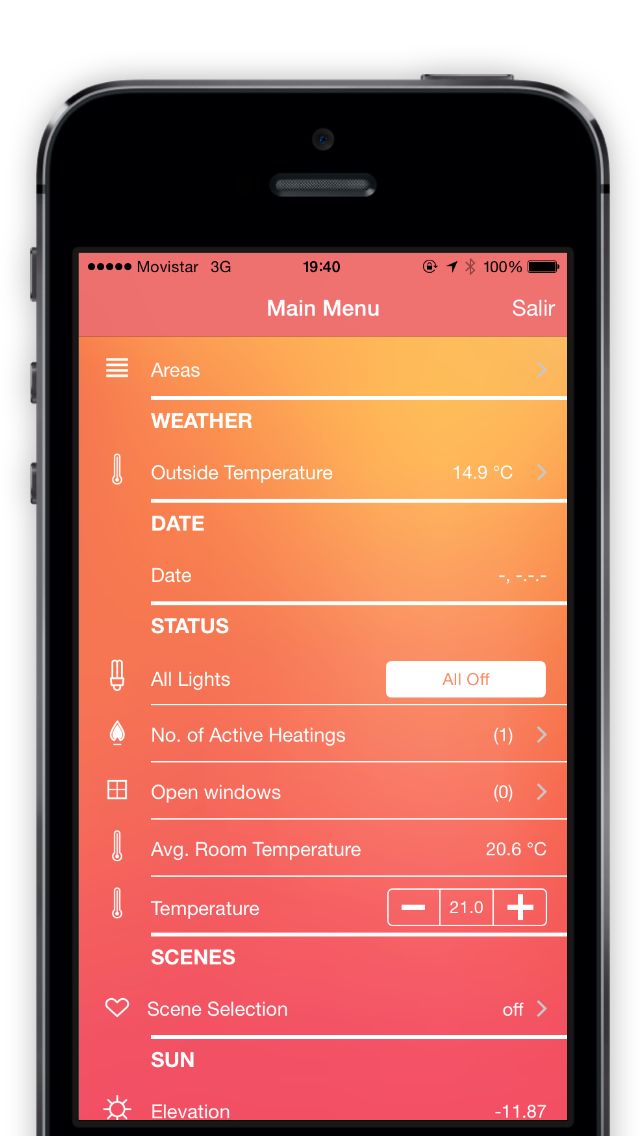 Movistar 3G 19:40 100%
Main Menu Salir
Areas
WEATHER
Outside Temperature 14.9 °C
DATE
Date -, -.-.-
STATUS
All Lights All Off
No. of Active Heatings (1)
Open windows (0)
Avg. Room Temperature 20.6 °C
Temperature 21.0
SCENES
Scene Selection off
SUN
Elevation -11.87